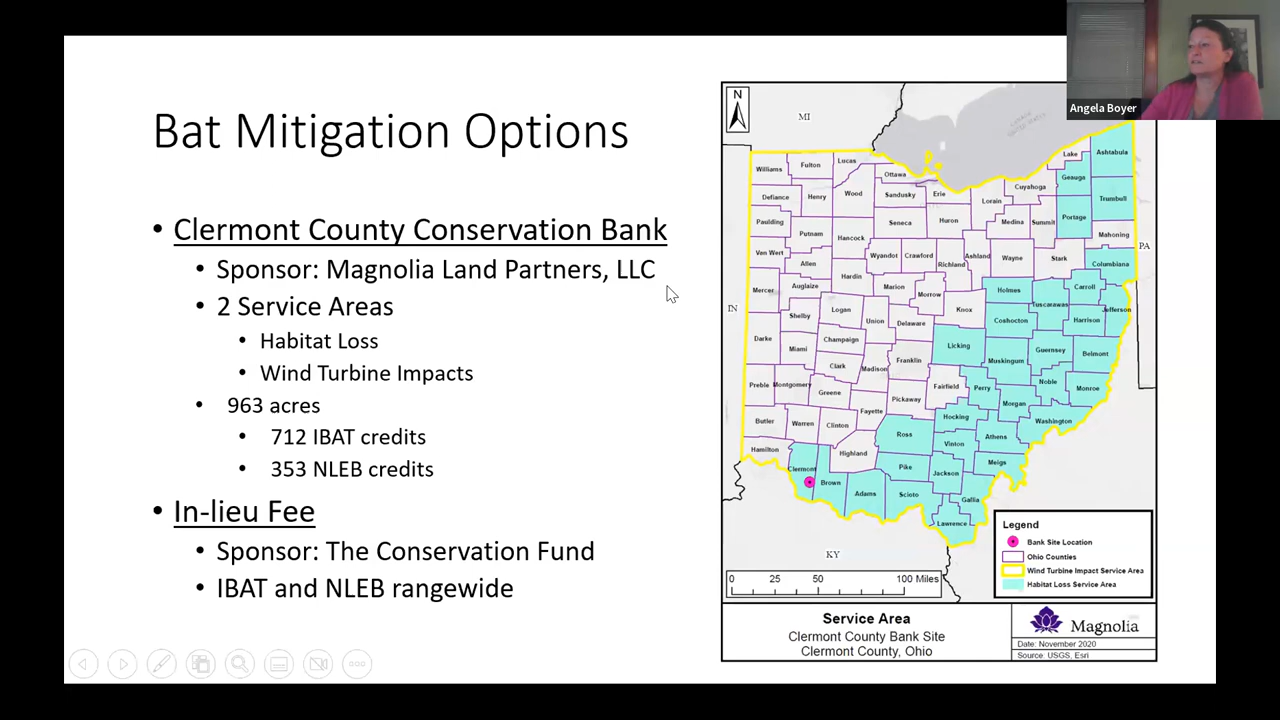 Angela Boyer
Bat Mitigation Options
• Clermont County Conservation Bank
• Sponsor: Magnolia Land Partners, LLC
• 2 Service Areas
• Habitat Loss
• Wind Turbine Impacts
• 963 acres
• 712 IBAT credits
• 353 NLEB credits
• In-lieu Fee
• Sponsor: The Conservation Fund
• IBAT and NLEB rangewide
N
MI
PA
IN
KY
Williams
Fulton
Lucas
Ottawa
Lake
Ashtabula
Geauga
Cuyahoga
Trumbull
Defiance
Henry
Wood
Sandusky
Erie
Lorain
Medina
Summit
Portage
Mahoning
Paulding
Putnam
Hancock
Seneca
Huron
Van Wert
Allen
Wyandot
Crawford
Richland
Ashland
Wayne
Stark
Columbiana
Mercer
Auglaize
Hardin
Marion
Morrow
Knox
Holmes
Tuscarawas
Carroll
Jefferson
Shelby
Logan
Union
Delaware
Coshocton
Harrison
Darke
Miami
Champaign
Clark
Madison
Franklin
Licking
Muskingum
Guernsey
Belmont
Preble
Montgomery
Greene
Fayette
Pickaway
Fairfield
Perry
Morgan
Noble
Monroe
Butler
Warren
Clinton
Ross
Hocking
Athens
Washington
Hamilton
Clermont
Brown
Highland
Pike
Vinton
Jackson
Meigs
Adams
Scioto
Gallia
Lawrence
Legend
Bank Site Location
Ohio Counties
Wind Turbine Impact Service Area
Habitat Loss Service Area
0 25 50 100 Miles
Service Area
Clermont County Bank Site
Clermont County, Ohio
Magnolia
Date: November 2020
Source: USGS, Esri